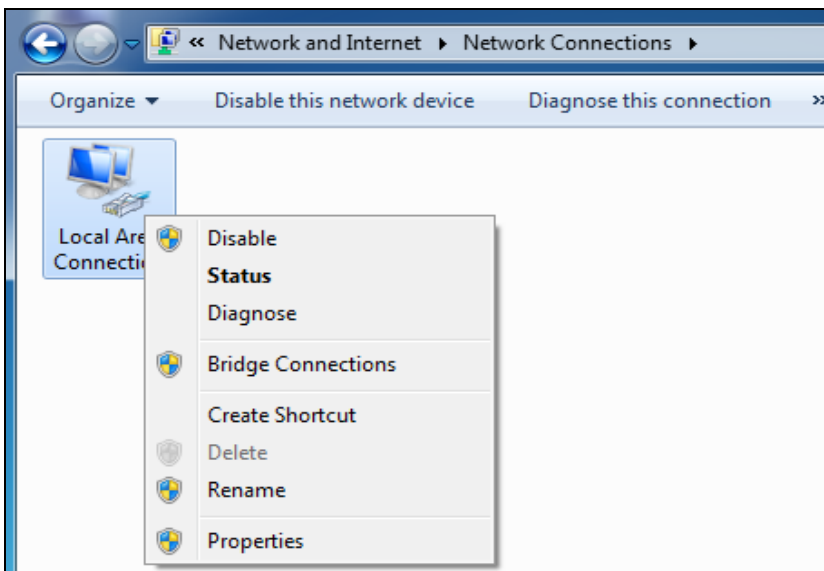 « Network and Internet ▸ Network Connections ▸
Organize ▾ Disable this network device Diagnose this connection »
Local Are
Connecti
Disable
Status
Diagnose
Bridge Connections
Create Shortcut
Delete
Rename
Properties